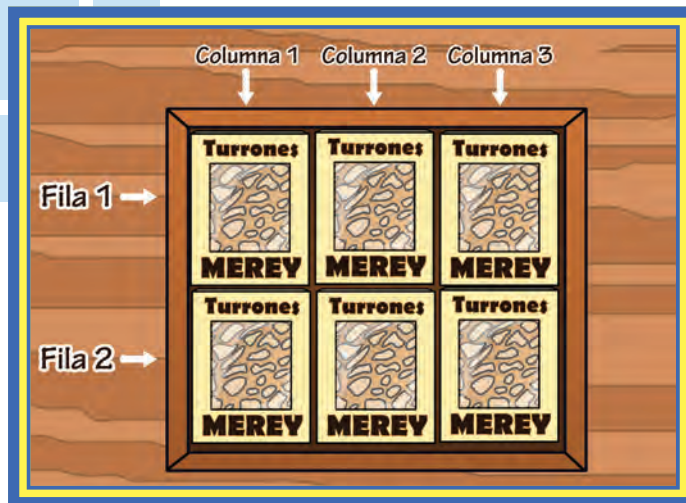 Columna 1 Columna 2 Columna 3
Fila 1
Turrones Turrones Turrones
MEREY MEREY MEREY
Fila 2
Turrones Turrones Turrones
MEREY MEREY MEREY